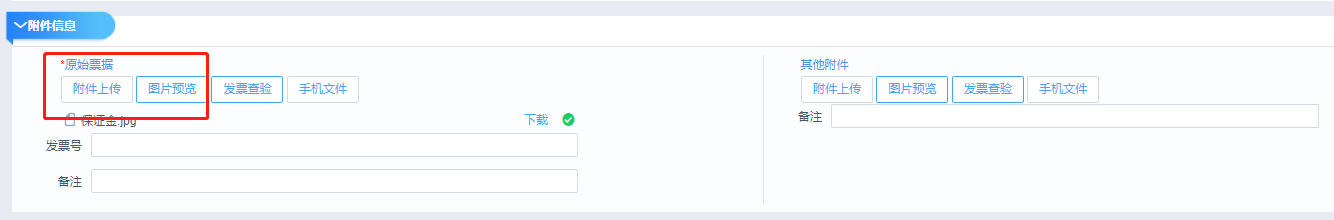 附件信息
*原始票据
附件上传 图片预览 发票查验 手机文件
保证金.jpg 下载
发票号
备注
其他附件
附件上传 图片预览 发票查验 手机文件
备注